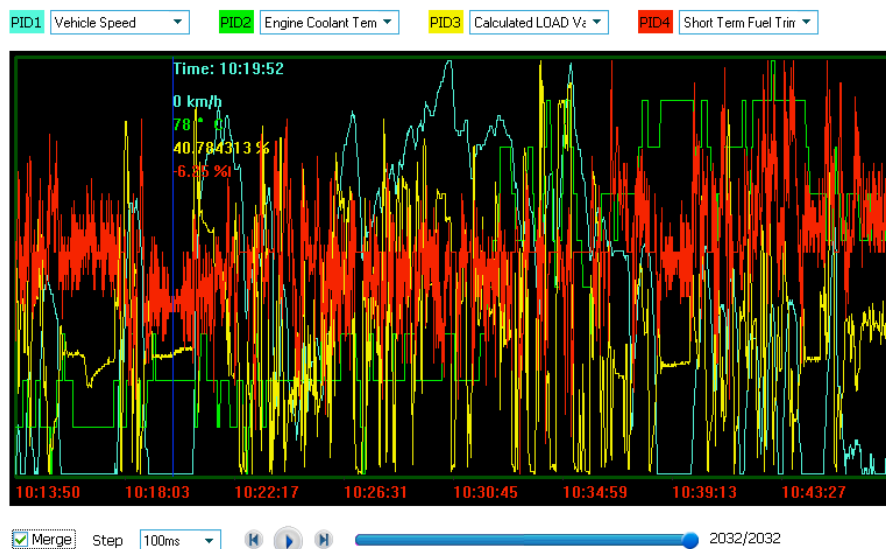 PID1 Vehicle Speed PID2 Engine Coolant Tem PID3 Calculated LOAD Va PID4 Short Term Fuel Trim
Time: 10:19:52
0 km/h
78 °
40.784313 %
%
10:13:50 10:18:03 10:22:17 10:26:31 10:30:45 10:34:59 10:39:13 10:43:27
Merge Step 100ms 2032/2032